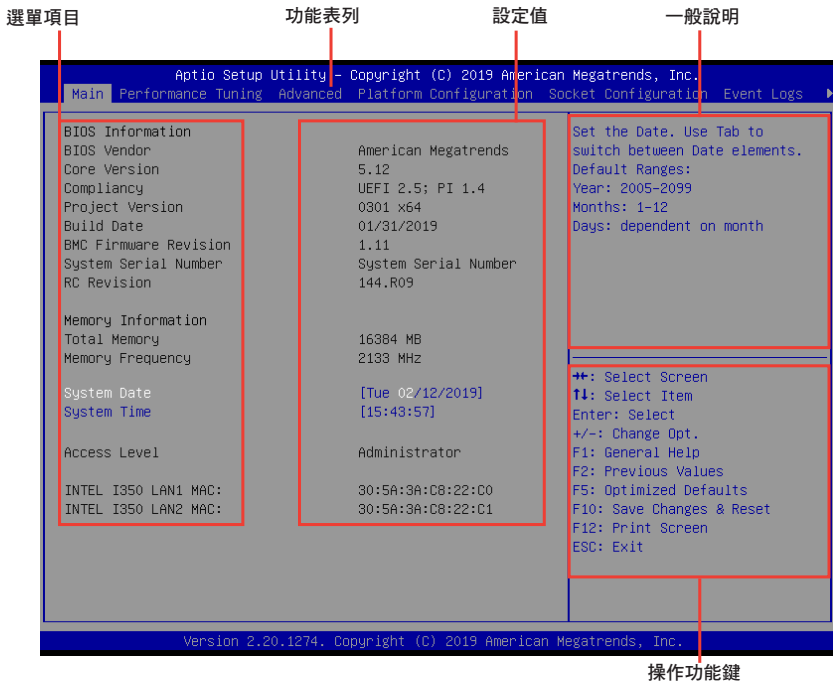 選單項目 功能表列 設定值 一般說明
Aptio Setup Utility – Copyright (C) 2019 American Megatrends, Inc.
Main Performance Tuning Advanced Platform Configuration Socket Configuration Event Logs
BIOS Information
BIOS Vendor American Megatrends
Core Version 5.12
Compliancy UEFI 2.5; PI 1.4
Project Version 0301 x64
Build Date 01/31/2019
BMC Firmware Revision 1.11
System Serial Number System Serial Number
RC Revision 144.R09
Memory Information
Total Memory 16384 MB
Memory Frequency 2133 MHz
System Date [Tue 02/12/2019]
System Time [15:43:57]
Access Level Administrator
INTEL I350 LAN1 MAC: 30:5A:3A:C8:22:C0
INTEL I350 LAN2 MAC: 30:5A:3A:C8:22:C1
Set the Date. Use Tab to
switch between Date elements.
Default Ranges:
Year: 2005-2099
Months: 1-12
Days: dependent on month
→←: Select Screen
↑↓: Select Item
Enter: Select
+/-: Change Opt.
F1: General Help
F2: Previous Values
F5: Optimized Defaults
F10: Save Changes & Reset
F12: Print Screen
ESC: Exit
Version 2.20.1274. Copyright (C) 2019 American Megatrends, Inc.
操作功能鍵